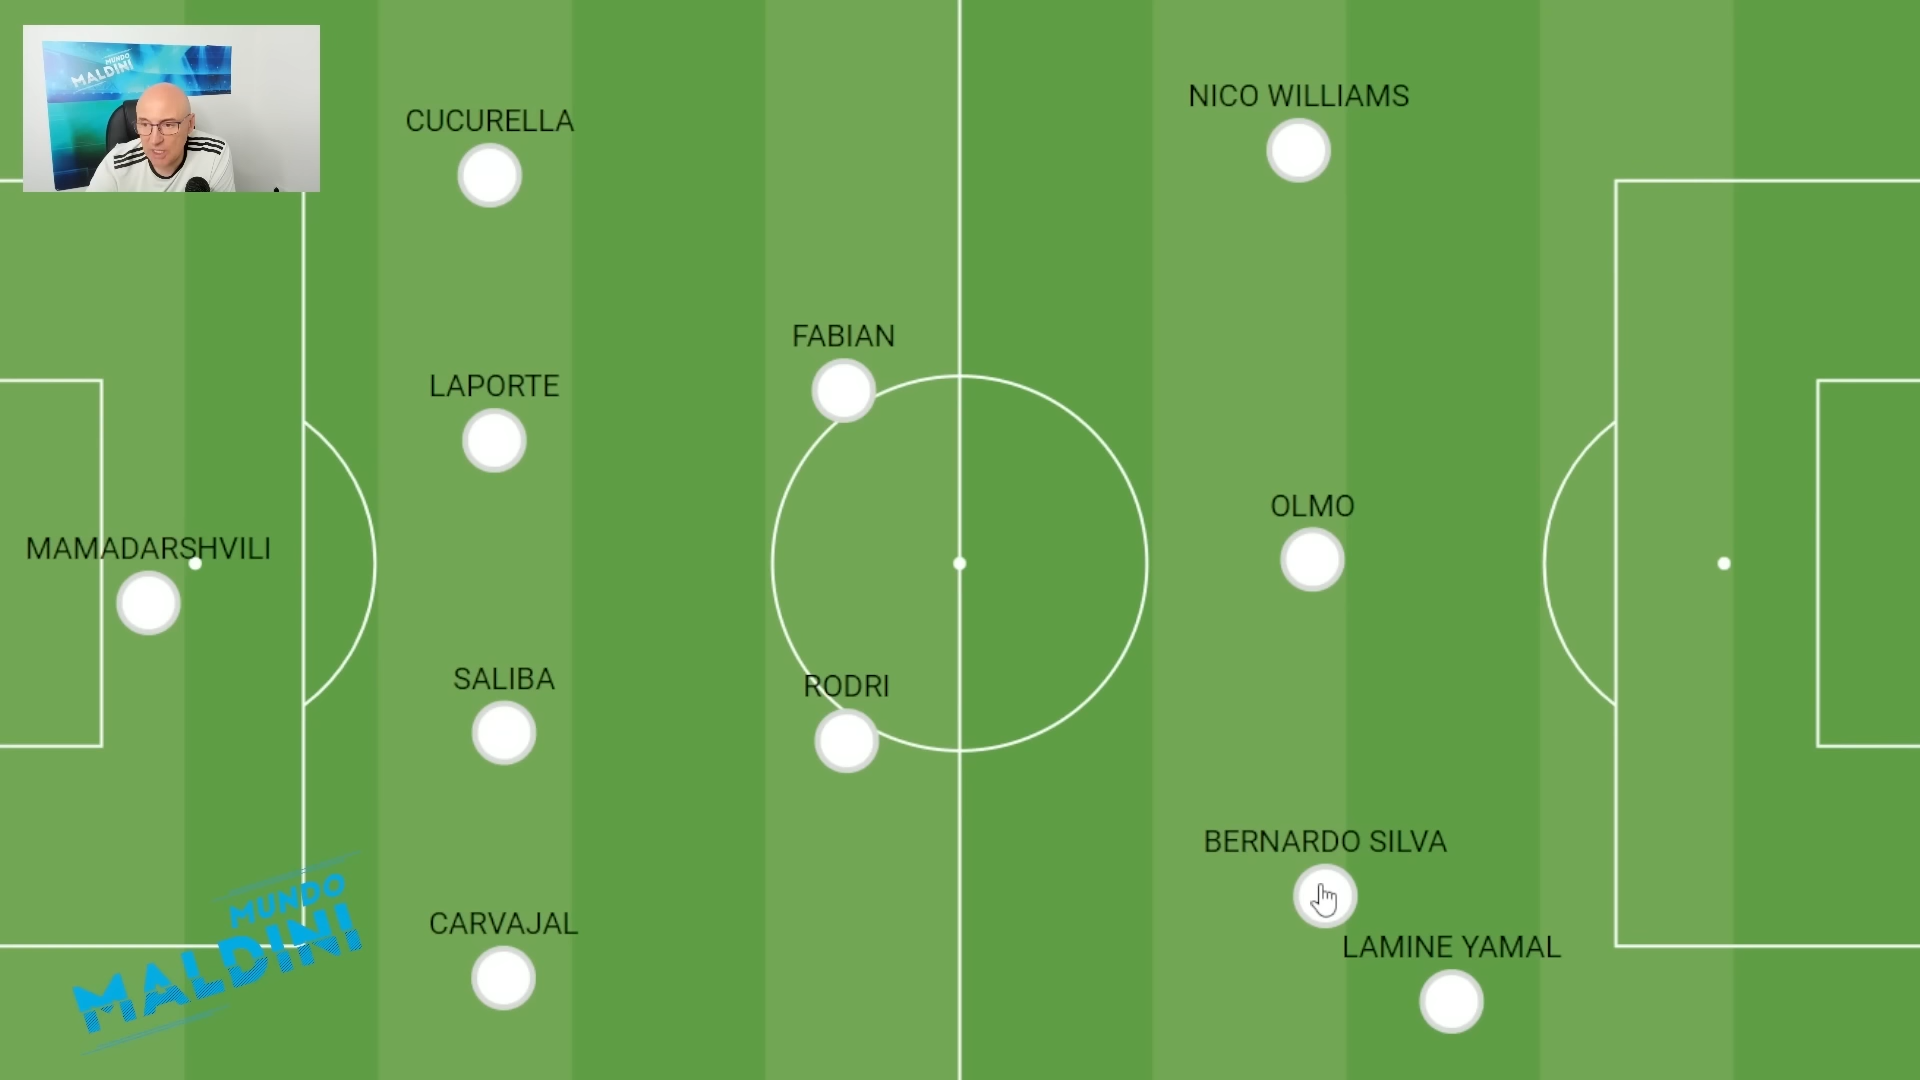 MUNDO
MALDINI
NICO WILLIAMS
CUCURELLA
FABIAN
LAPORTE
OLMO
MAMADARSHVILI
SALIBA
RODRI
BERNARDO SILVA
CARVAJAL
LAMINE YAMAL
MUNDO
MALDINI